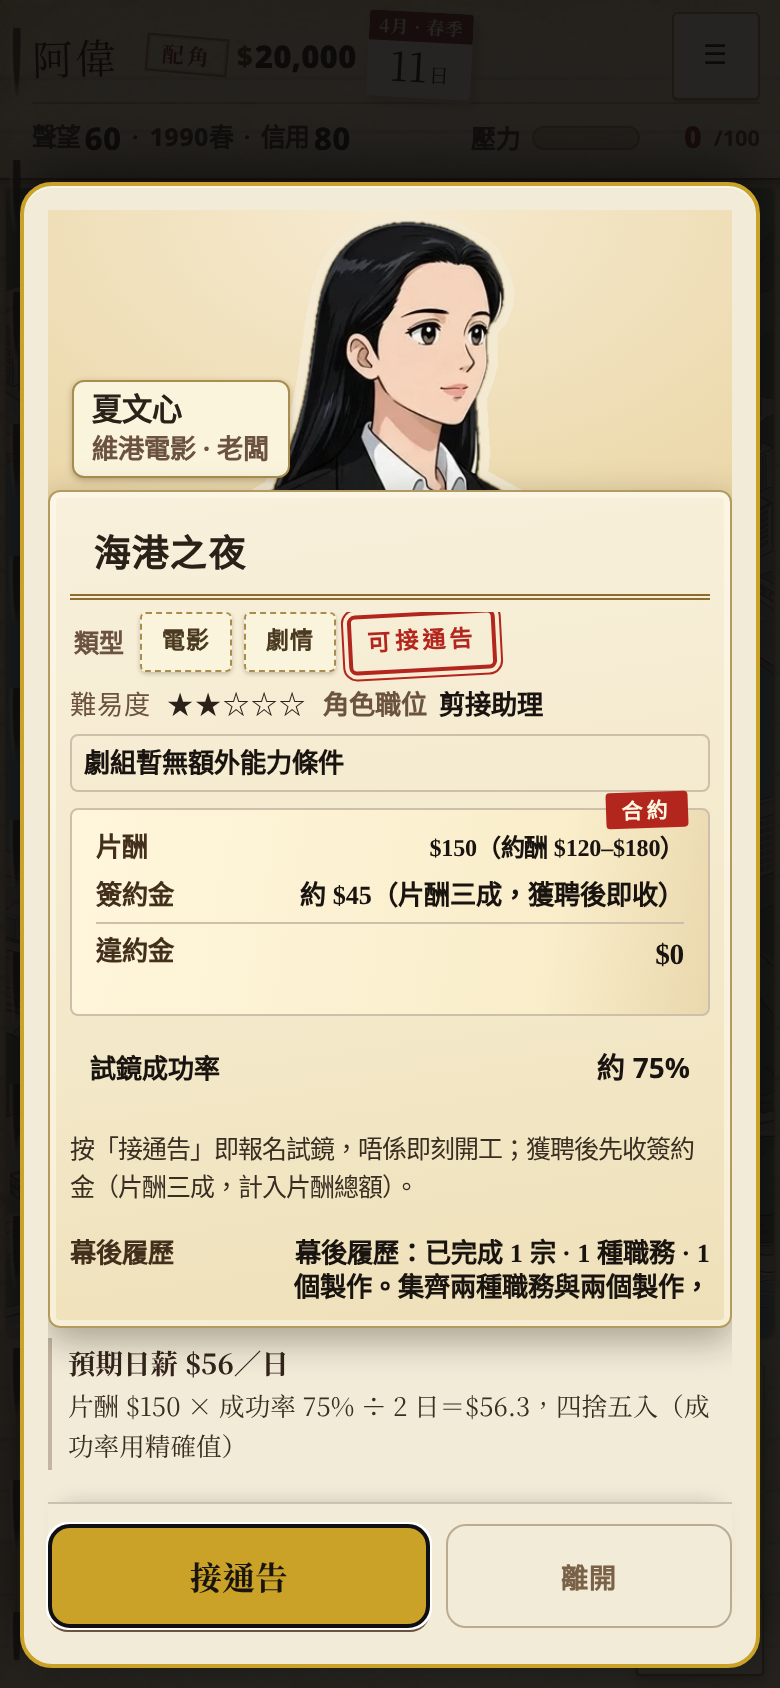 阿偉 配角 $20,000 4月·春季 11日 ☰
聲望60 · 1990春 · 信用80 壓力 0 /100
夏文心
維港電影 · 老闆
海港之夜
類型 電影 劇情 可接通告
難易度 ★★☆☆☆ 角色職位 剪接助理
劇組暫無額外能力條件
合約
片酬 $150（約酬 $120–$180）
簽約金 約 $45（片酬三成，獲聘後即收）
違約金 $0
試鏡成功率 約 75%
按「接通告」即報名試鏡，唔係即刻開工；獲聘後先收簽約
金（片酬三成，計入片酬總額）。
幕後履歷 幕後履歷：已完成 1 宗 · 1 種職務 · 1
個製作。集齊兩種職務與兩個製作，
預期日薪 $56／日
片酬 $150 × 成功率 75% ÷ 2 日＝$56.3，四捨五入（成
功率用精確值）
接通告 離開